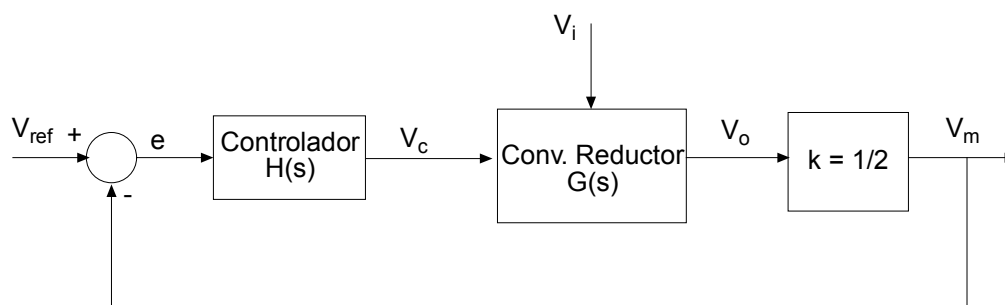 V_i
V_ref
+
e
Controlador
H(s)
V_c
Conv. Reductor
G(s)
V_o
k = 1/2
V_m
-